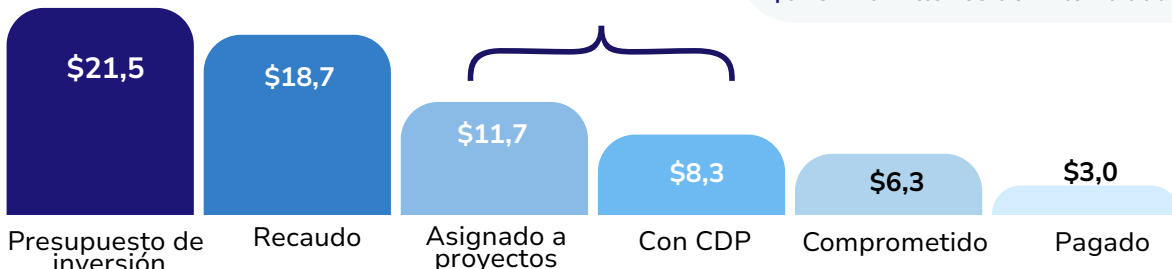 $21,5
$18,7
$11,7
$8,3
$6,3
$3,0
Presupuesto de
inversión
Recaudo
Asignado a
proyectos
Con CDP
Comprometido
Pagado